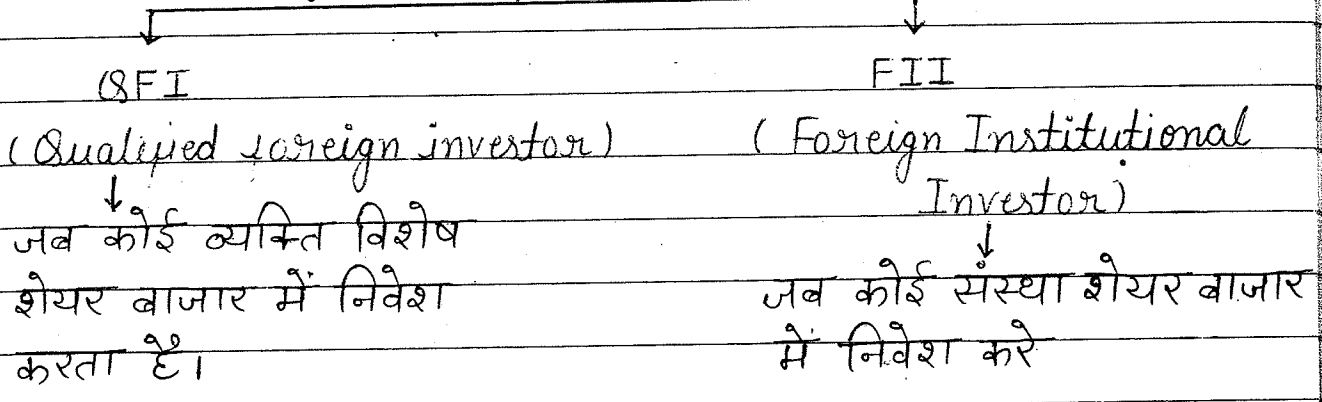 QFI
(Qualified foreign investor)
जब कोई व्यक्ति विशेष
शेयर बाजार में निवेश
करता है।
FII
(Foreign Institutional
Investor)
जब कोई संस्था शेयर बाजार
में निवेश करे